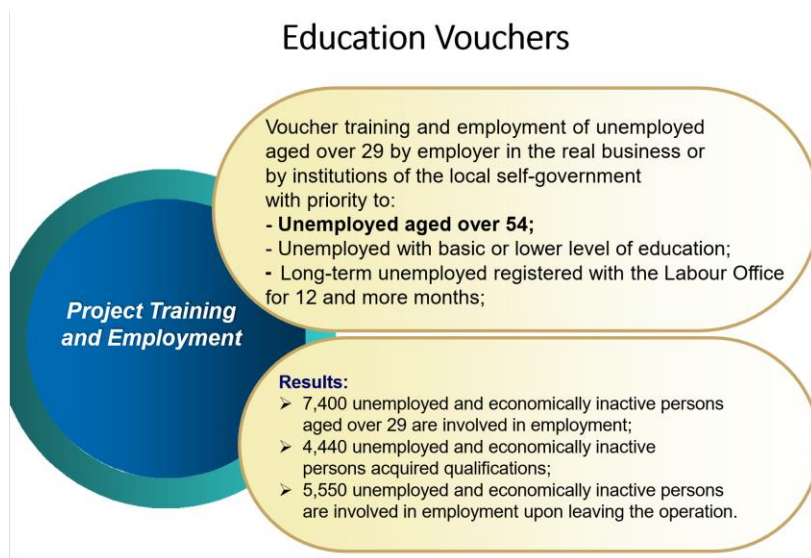 Education Vouchers
Voucher training and employment of unemployed
aged over 29 by employer in the real business or
by institutions of the local self-government
with priority to:
- Unemployed aged over 54;
- Unemployed with basic or lower level of education;
- Long-term unemployed registered with the Labour Office
for 12 and more months;
Project Training
and Employment
Results:
➢ 7,400 unemployed and economically inactive persons
aged over 29 are involved in employment;
➢ 4,440 unemployed and economically inactive
persons acquired qualifications;
➢ 5,550 unemployed and economically inactive persons
are involved in employment upon leaving the operation.